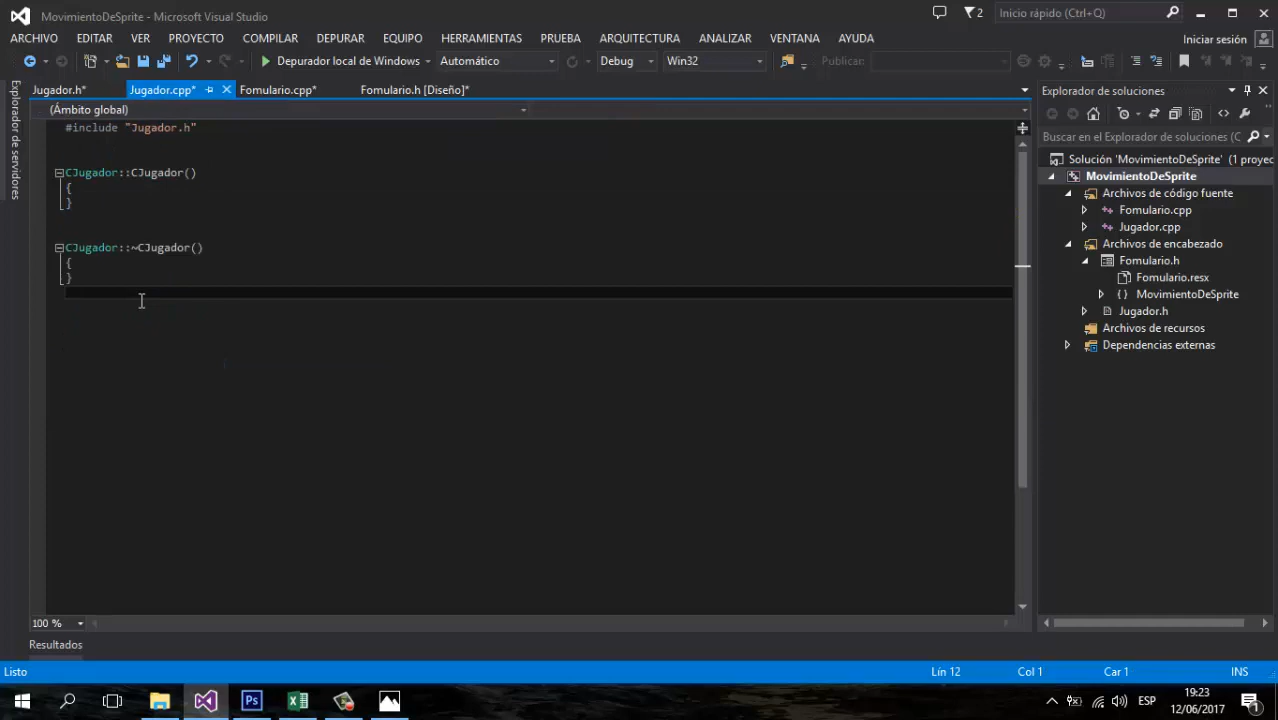 MovimientoDeSprite - Microsoft Visual Studio
2
Inicio rápido (Ctrl+Q)
ARCHIVO EDITAR VER PROYECTO COMPILAR DEPURAR EQUIPO HERRAMIENTAS PRUEBA ARQUITECTURA ANALIZAR VENTANA AYUDA
Iniciar sesión
Depurador local de Windows Automático Debug Win32 Publicar:
Explorador de servidores
Jugador.h* Jugador.cpp* Fomulario.cpp* Fomulario.h [Diseño]*
(Ámbito global)
#include "Jugador.h"
CJugador::CJugador()
{
}
CJugador::~CJugador()
{
}
100 %
Resultados
Explorador de soluciones
Buscar en el Explorador de soluciones (C
Solución 'MovimientoDeSprite' (1 proyec
MovimientoDeSprite
Archivos de código fuente
Fomulario.cpp
Jugador.cpp
Archivos de encabezado
Fomulario.h
Fomulario.resx
{ } MovimientoDeSprite
Jugador.h
Archivos de recursos
Dependencias externas
Listo Lín 12 Col 1 Car 1 INS
Ps
ESP
19:23
12/06/2017
1